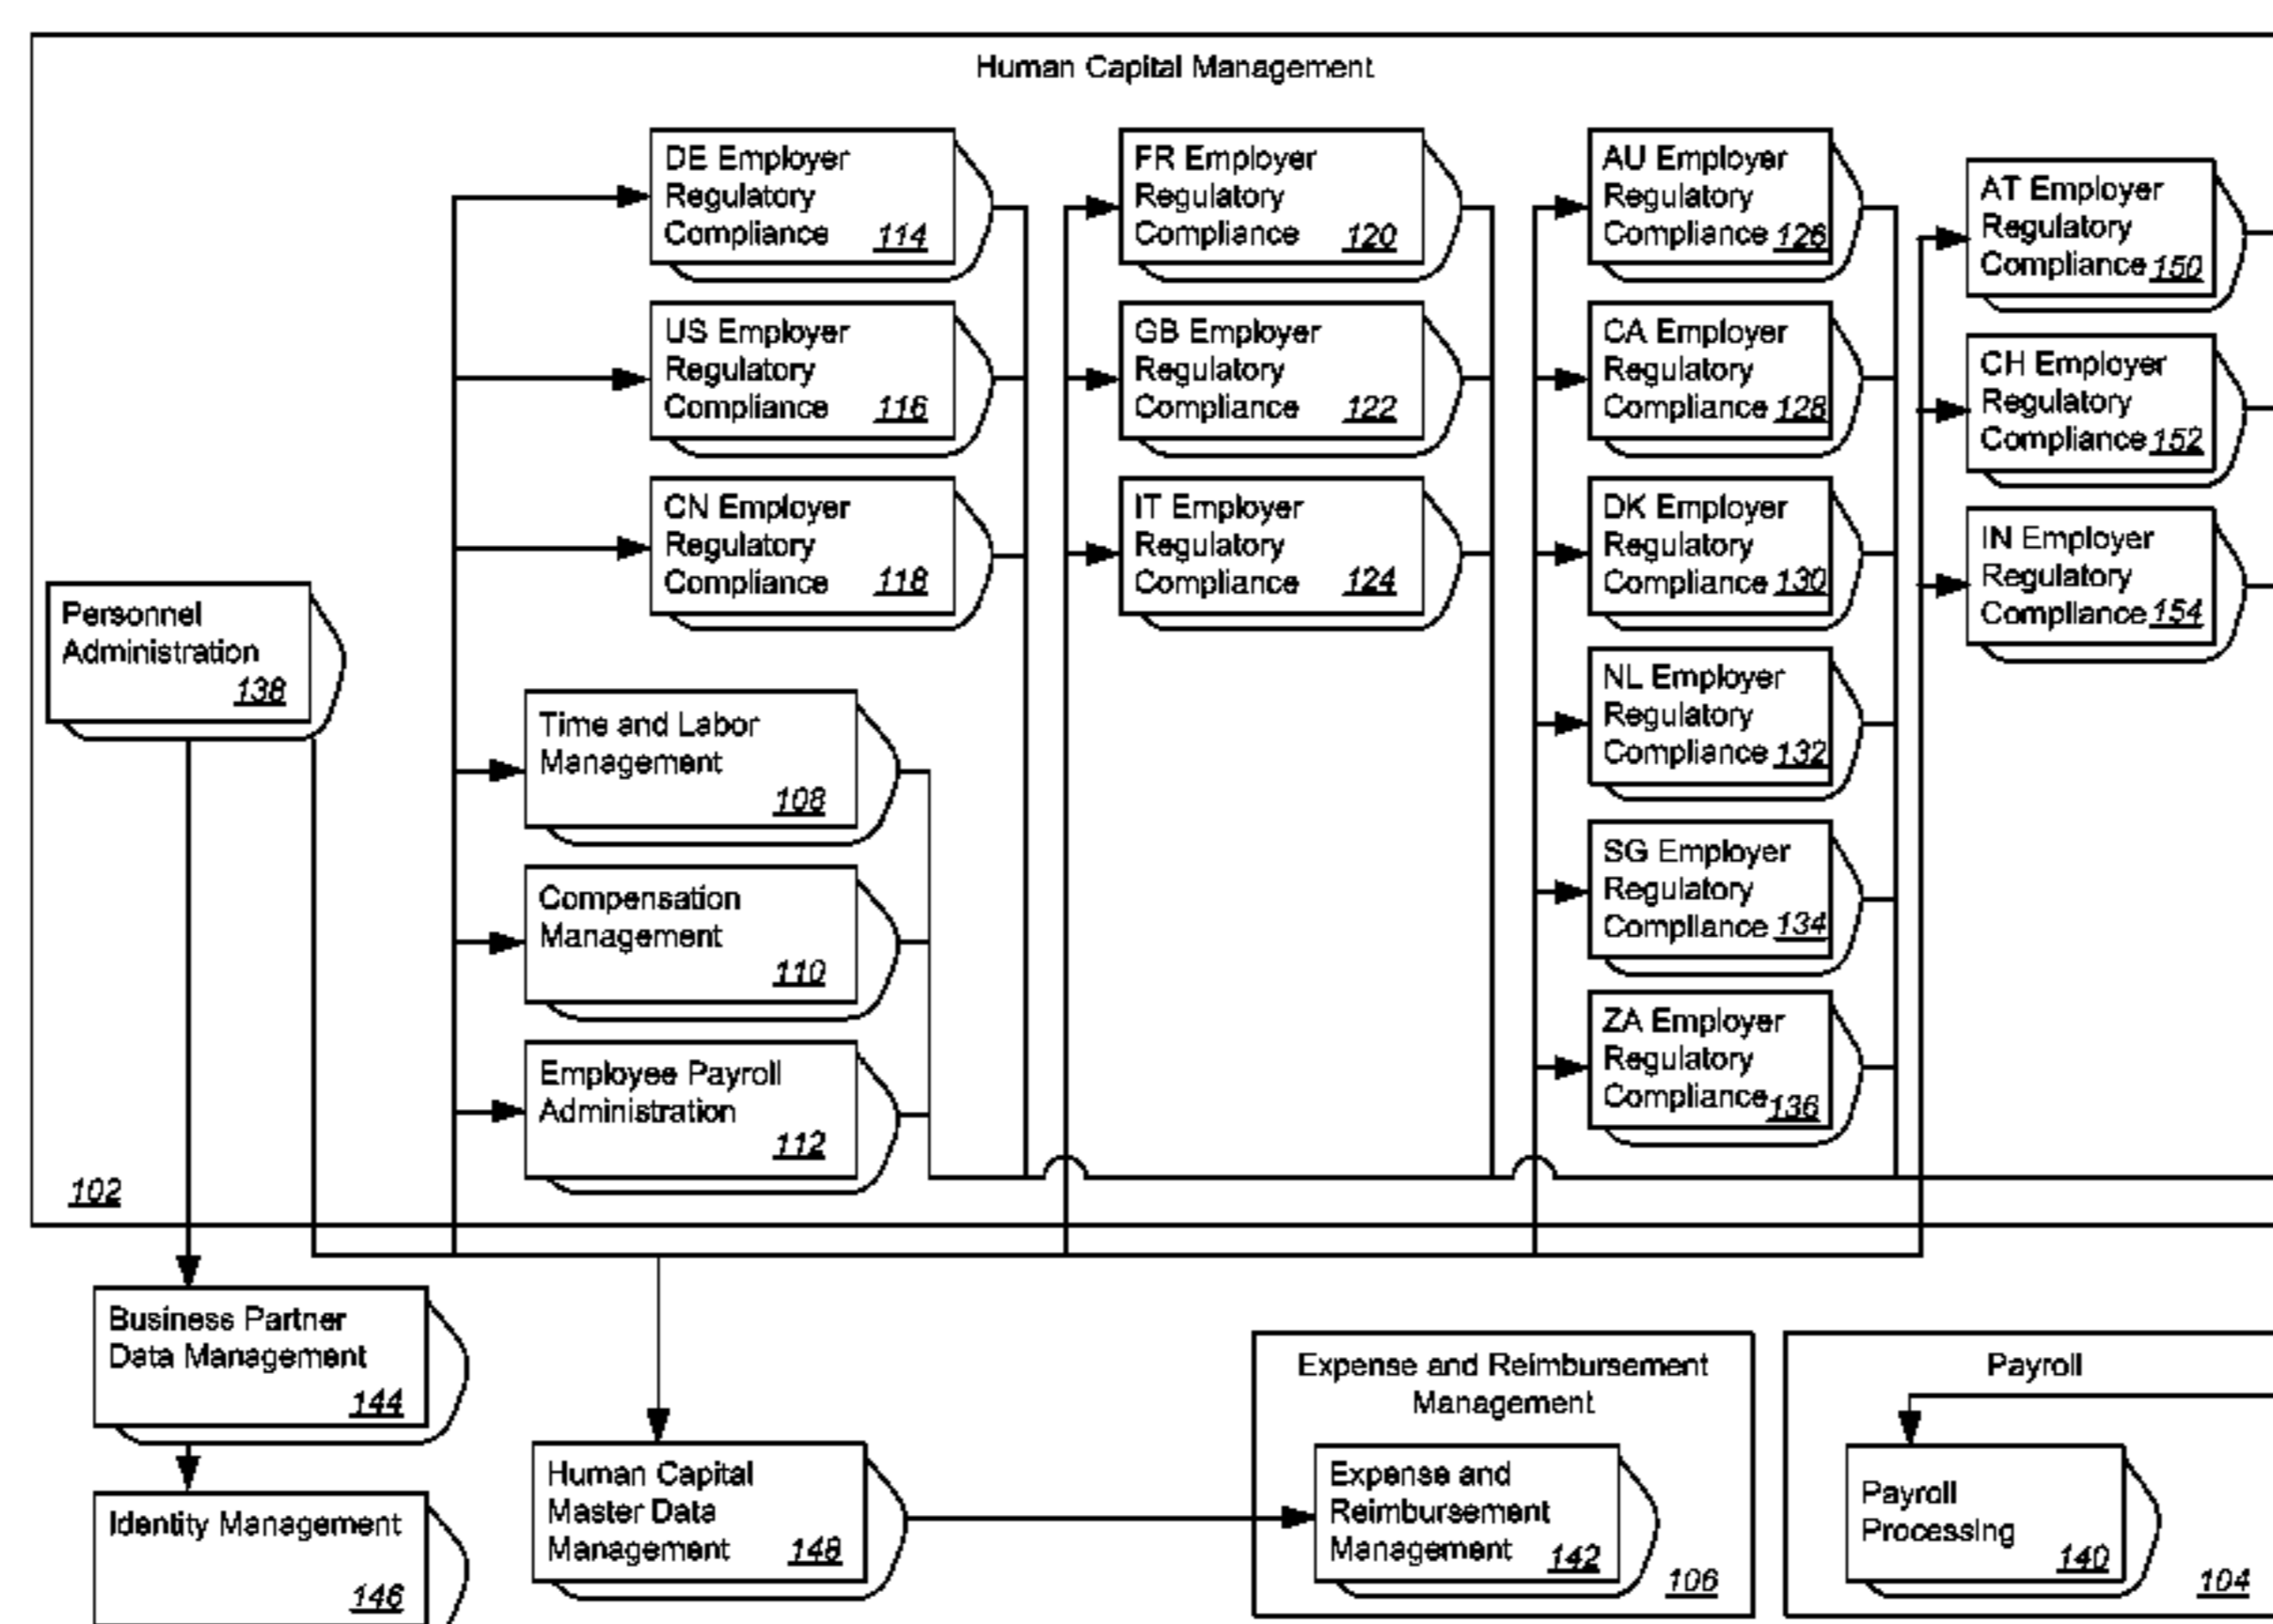 Human Capital Management
DE Employer
Regulatory
Compliance 114
FR Employer
Regulatory
Compliance 120
AU Employer
Regulatory
Compliance 126
AT Employer
Regulatory
Compliance 150
US Employer
Regulatory
Compliance 116
GB Employer
Regulatory
Compliance 122
CA Employer
Regulatory
Compliance 128
CH Employer
Regulatory
Compliance 152
CN Employer
Regulatory
Compliance 118
IT Employer
Regulatory
Compliance 124
DK Employer
Regulatory
Compliance 130
IN Employer
Regulatory
Compliance 154
Personnel
Administration
138
Time and Labor
Management
108
NL Employer
Regulatory
Compliance 132
Compensation
Management
110
SG Employer
Regulatory
Compliance 134
Employee Payroll
Administration
112
ZA Employer
Regulatory
Compliance 136
102
Business Partner
Data Management
144
Identity Management
146
Human Capital
Master Data
Management 148
Expense and Reimbursement
Management
Expense and
Reimbursement
Management 142
106
Payroll
Payroll
Processing
140
104